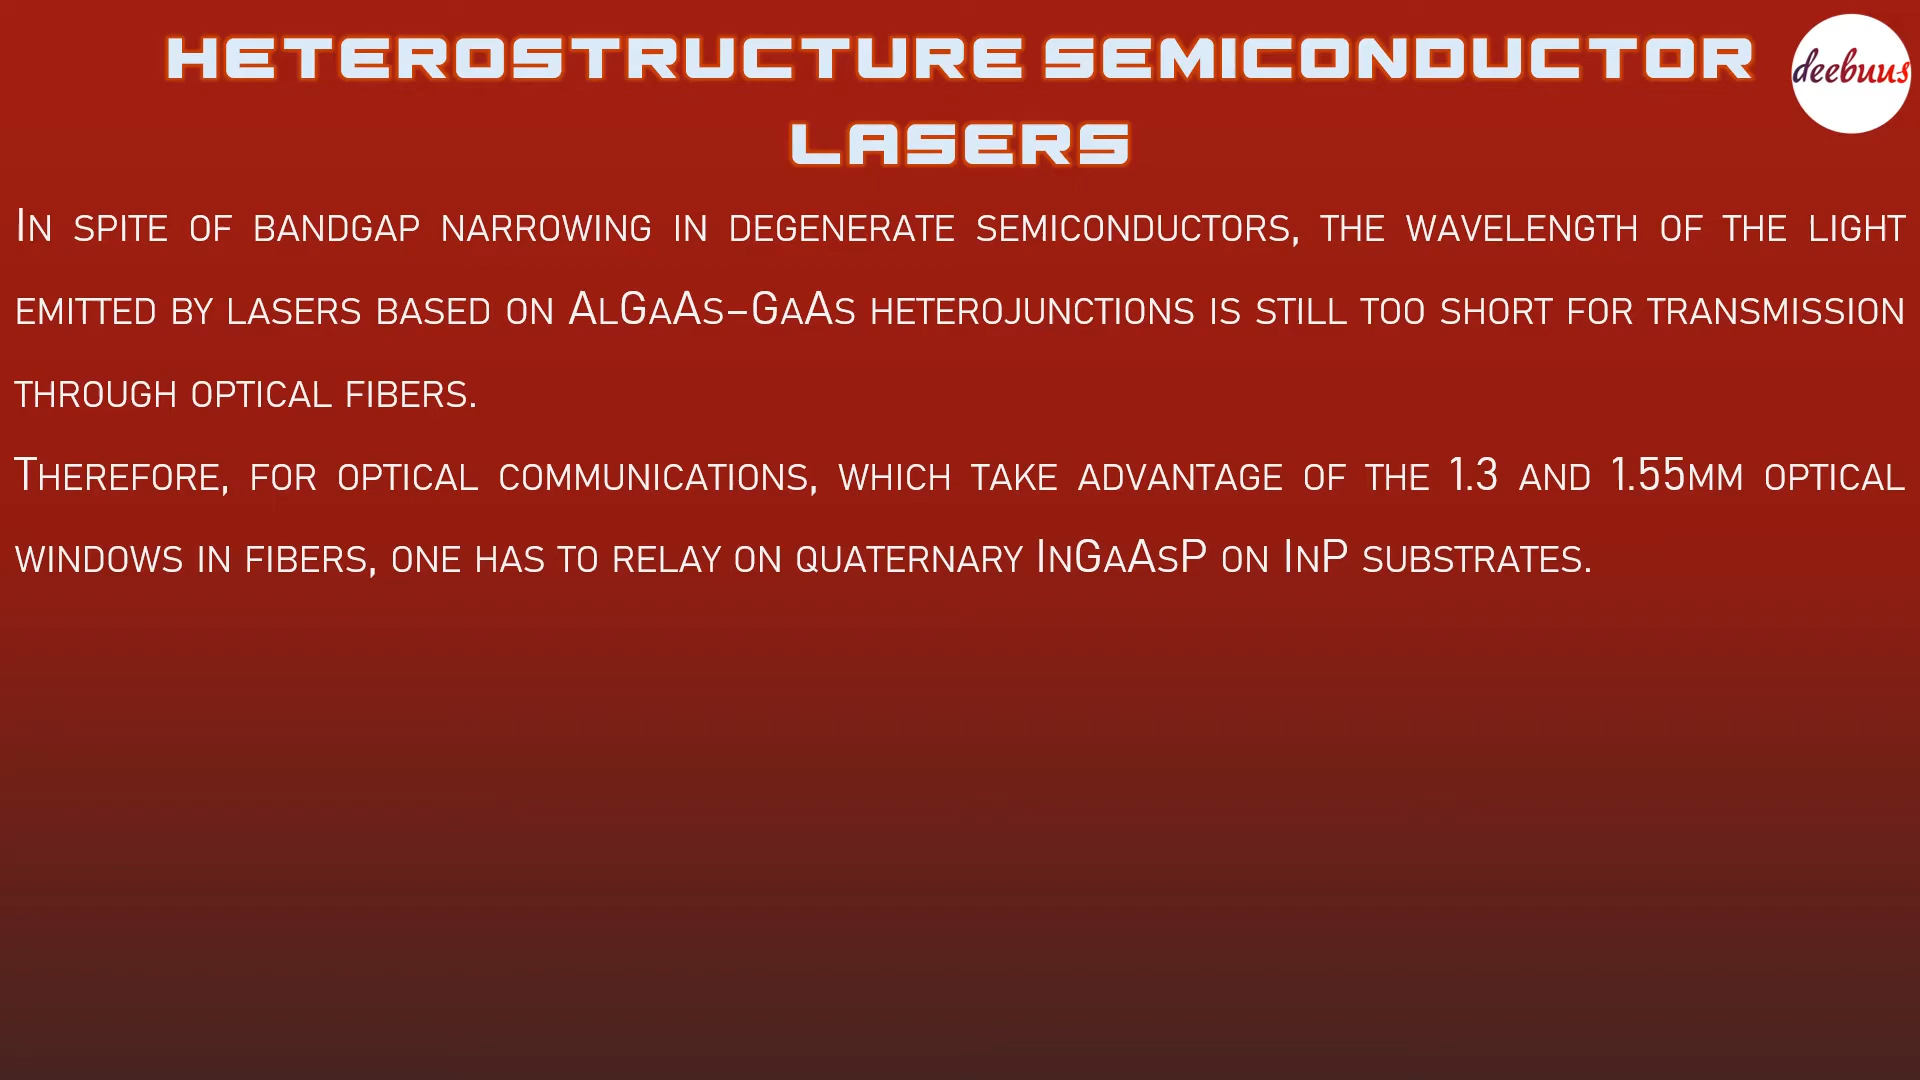 HETEROSTRUCTURE SEMICONDUCTOR
LASERS
deebuus
In spite of bandgap narrowing in degenerate semiconductors, the wavelength of the light
emitted by lasers based on AlGaAs–GaAs heterojunctions is still too short for transmission
through optical fibers.
Therefore, for optical communications, which take advantage of the 1.3 and 1.55mm optical
windows in fibers, one has to relay on quaternary InGaAsP on InP substrates.